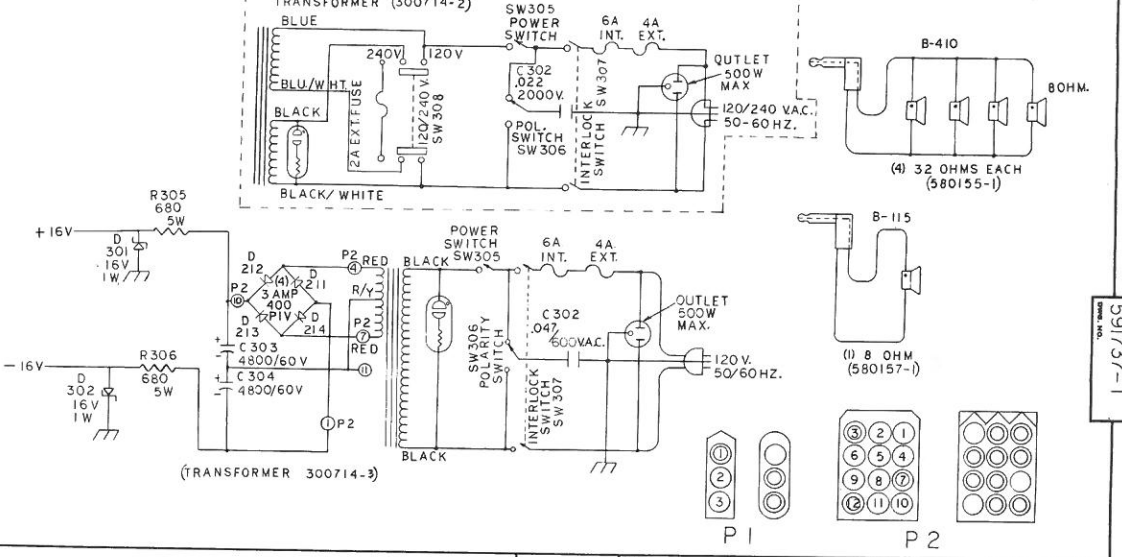 TRANSFORMER (300714-2)
BLUE
BLU/WHT.
BLACK
BLACK/WHITE
2A EXT. FUSE
240V
120V
120/240 V.
SW308
SW305
POWER
SWITCH
C302
.022
2000V.
POL.
SWITCH
SW306
6A
INT.
4A
EXT.
INTERLOCK
SWITCH
SW307
OUTLET
500W
MAX
120/240 V.A.C.
50-60HZ.
B-410
8OHM.
(4) 32 OHMS EACH
(580155-1)
B-115
(1) 8 OHM
(580157-1)
DWG. NO.
R305
680
5W
+16V
D
301
16V
1W
D
212
D
211
(4)
3 AMP
400
PIV
D
213
D
214
P2
10
P2
4
RED
R/Y
P2
7
RED
11
+
C303
4800/60V
+
C304
4800/60V
-16V
D
302
16V
1W
R306
680
5W
1
P2
(TRANSFORMER 300714-3)
BLACK
BLACK
POWER
SWITCH
SW305
SW306
POLARITY
SWITCH
6A
INT.
4A.
EXT.
C302
.047/
600V.A.C.
INTERLOCK
SWITCH
SW307
OUTLET
500W
MAX.
120V.
50/60HZ.
1
2
3
P1
3 2 1
6 5 4
9 8 7
12 11 10
P2